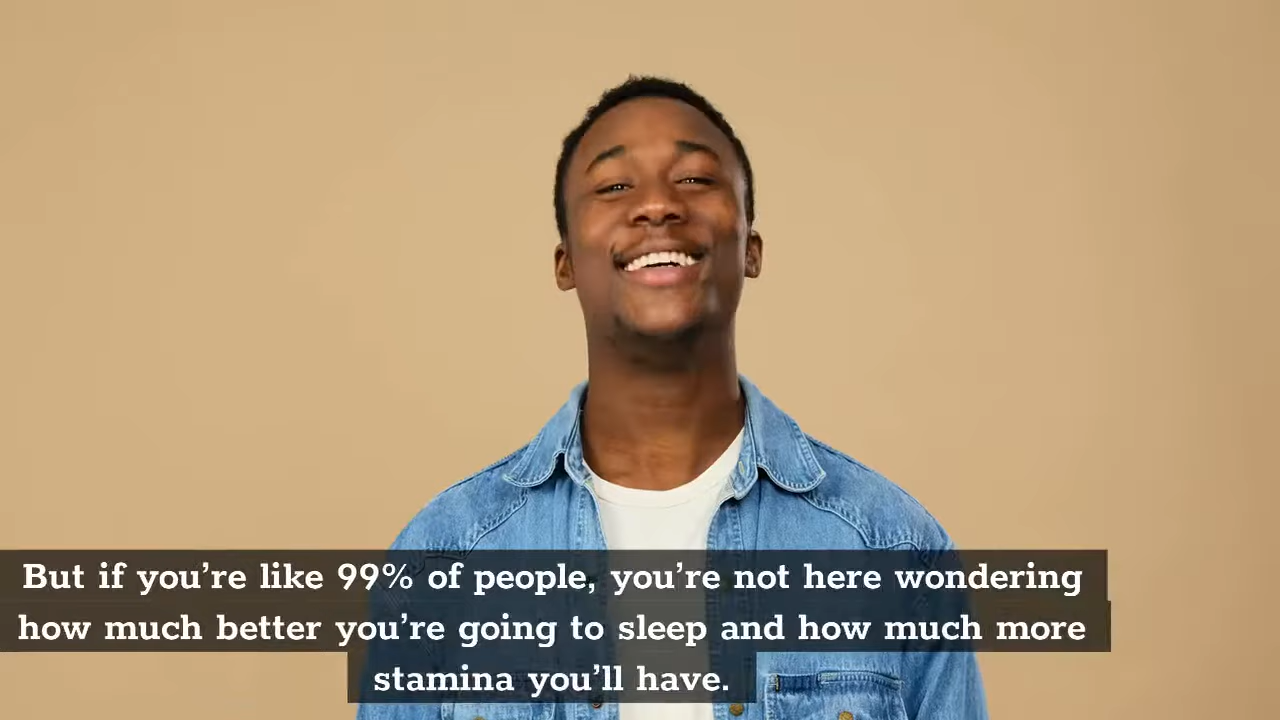 But if you’re like 99% of people, you’re not here wondering
how much better you’re going to sleep and how much more
stamina you’ll have.